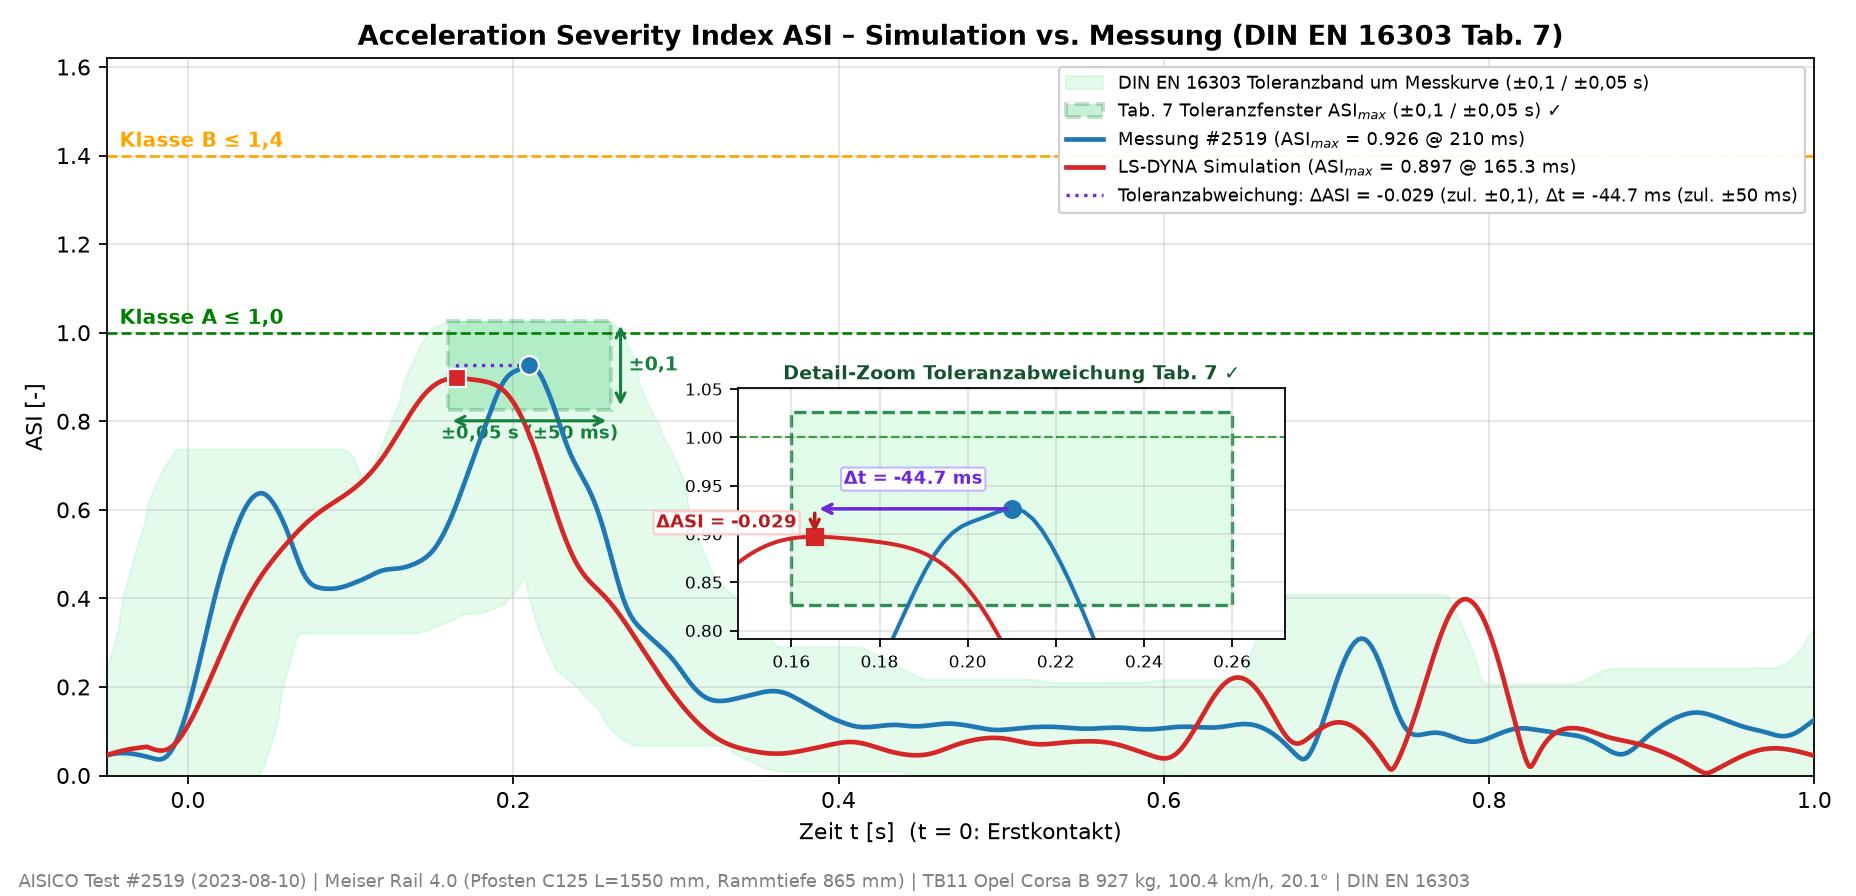 Acceleration Severity Index ASI – Simulation vs. Messung (DIN EN 16303 Tab. 7)
DIN EN 16303 Toleranzband um Messkurve (±0,1 / ±0,05 s)
Tab. 7 Toleranzfenster ASImax (±0,1 / ±0,05 s) ✓
Messung #2519 (ASImax = 0.926 @ 210 ms)
LS-DYNA Simulation (ASImax = 0.897 @ 165.3 ms)
Toleranzabweichung: ΔASI = -0.029 (zul. ±0,1), Δt = -44.7 ms (zul. ±50 ms)
Klasse B ≤ 1,4
Klasse A ≤ 1,0
±0,1
±0,05 s (±50 ms)
Detail-Zoom Toleranzabweichung Tab. 7 ✓
1.05
1.00
0.95
0.90
0.85
0.80
Δt = -44.7 ms
ΔASI = -0.029
0.16 0.18 0.20 0.22 0.24 0.26
ASI [-]
1.6
1.4
1.2
1.0
0.8
0.6
0.4
0.2
0.0
0.0 0.2 0.4 0.6 0.8 1.0
Zeit t [s] (t = 0: Erstkontakt)
AISICO Test #2519 (2023-08-10) | Meiser Rail 4.0 (Pfosten C125 L=1550 mm, Rammtiefe 865 mm) | TB11 Opel Corsa B 927 kg, 100.4 km/h, 20.1° | DIN EN 16303